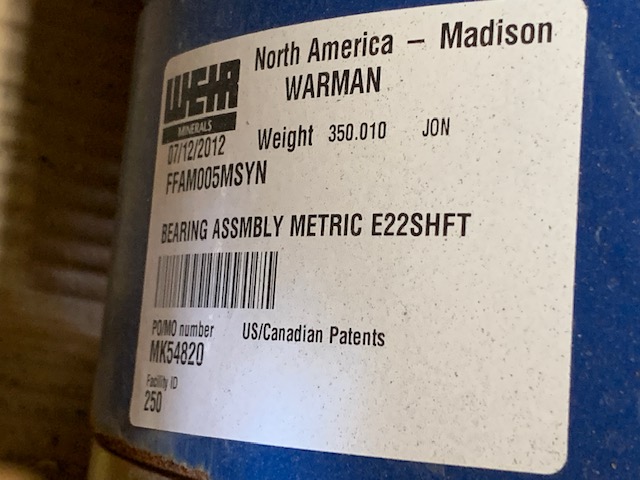 North America – Madison
WARMAN
WEIR
MINERALS
07/12/2012
Weight 350.010 JON
FFAM005MSYN
BEARING ASSMBLY METRIC E22SHFT
PO/MO number US/Canadian Patents
MK54820
Facility ID
250